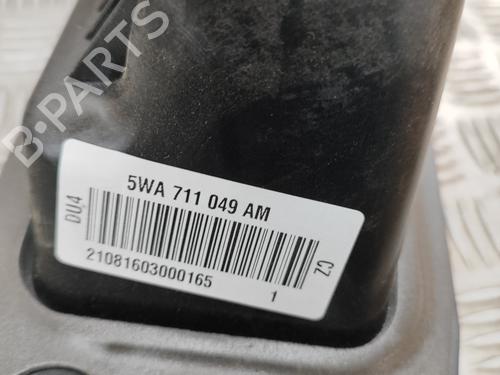 B-PARTS
5WA 711 049 AM
DU4
CZ
21081603000165
1